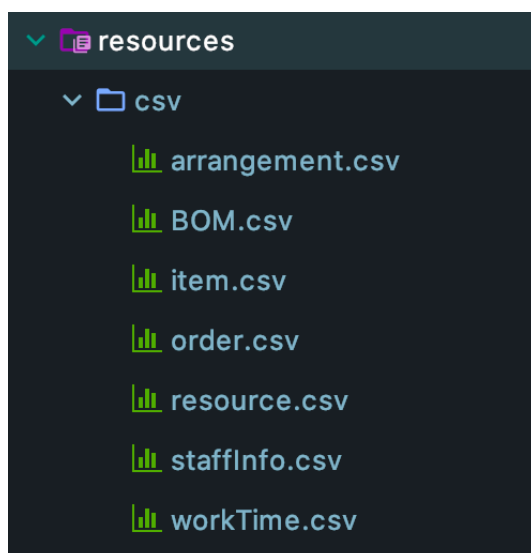 resources
csv
arrangement.csv
BOM.csv
item.csv
order.csv
resource.csv
staffInfo.csv
workTime.csv